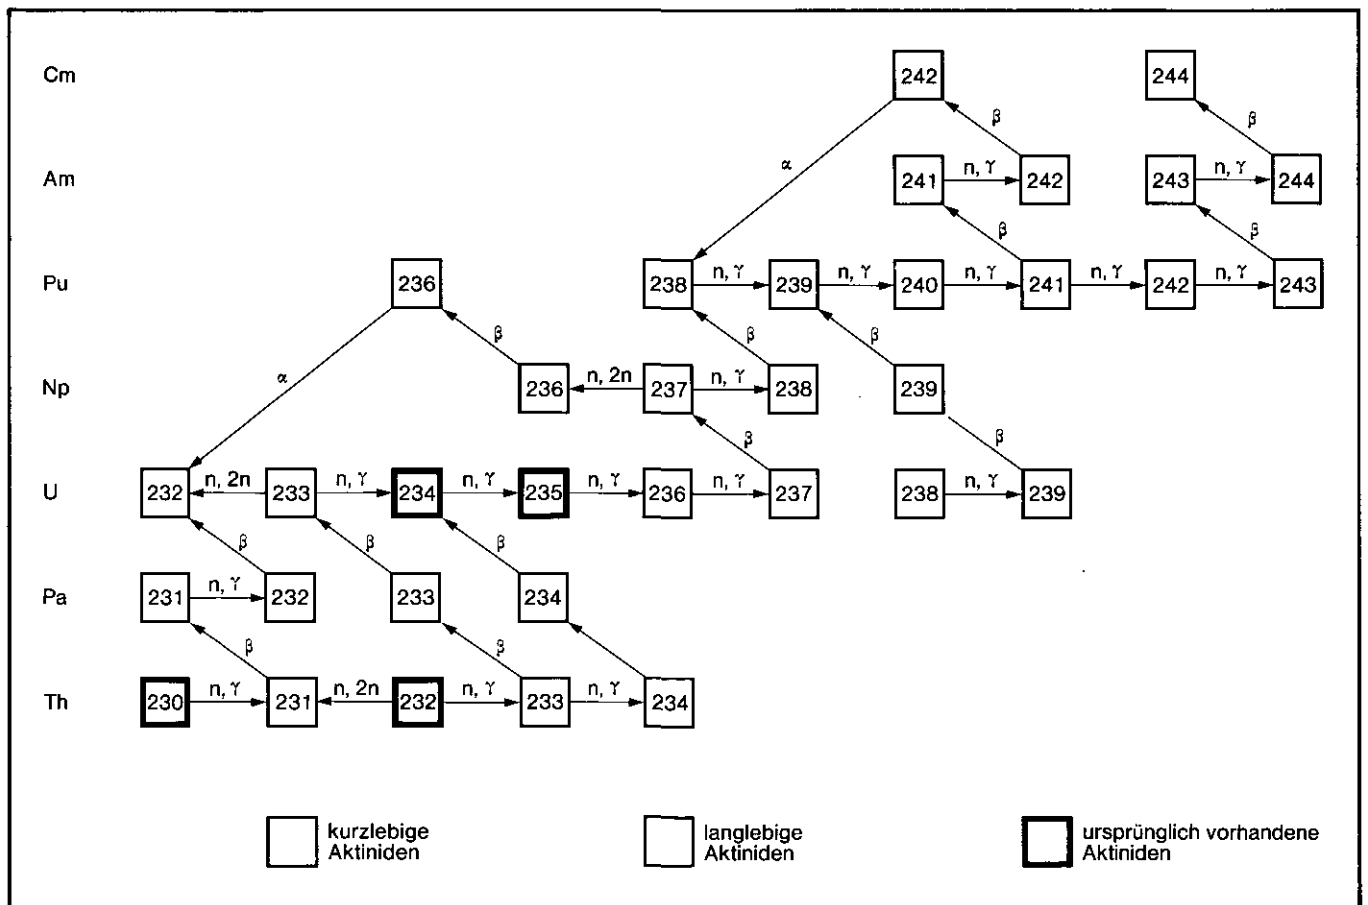 Cm 242 244
β β
α
Am 241 n, γ 242 243 n, γ 244
β β
Pu 236 238 n, γ 239 n, γ 240 n, γ 241 n, γ 242 n, γ 243
β β β
α
Np 236 n, 2n 237 n, γ 238 239
β β
U 232 n, 2n 233 n, γ 234 n, γ 235 n, γ 236 n, γ 237 238 n, γ 239
β β β
Pa 231 n, γ 232 233 234
β β
Th 230 n, γ 231 n, 2n 232 n, γ 233 n, γ 234
kurzlebige
Aktiniden
langlebige
Aktiniden
ursprünglich vorhandene
Aktiniden